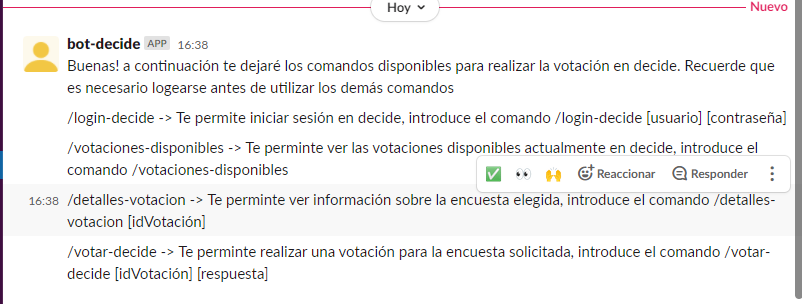 Hoy
Nuevo
bot-decide APP 16:38
Buenas! a continuación te dejaré los comandos disponibles para realizar la votación en decide. Recuerde que
es necesario logearse antes de utilizar los demás comandos
/login-decide -> Te permite iniciar sesión en decide, introduce el comando /login-decide [usuario] [contraseña]
/votaciones-disponibles -> Te perminte ver las votaciones disponibles actualmente en decide, introduce el
comando /votaciones-disponibles
Reaccionar
Responder
16:38 /detalles-votacion -> Te perminte ver información sobre la encuesta elegida, introduce el comando /detalles-
votacion [idVotación]
/votar-decide -> Te perminte realizar una votación para la encuesta solicitada, introduce el comando /votar-
decide [idVotación] [respuesta]